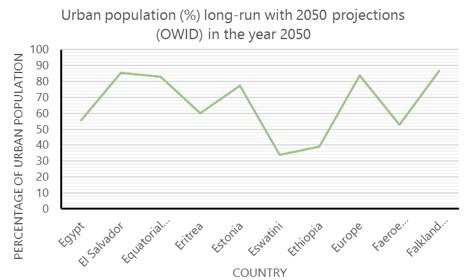 Urban population (%) long-run with 2050 projections
(OWID) in the year 2050
PERCENTAGE OF URBAN POPULATION
100
90
80
70
60
50
40
30
20
10
0
Egypt
El Salvador
Equatorial...
Eritrea
Estonia
Eswatini
Ethiopia
Europe
Faeroe...
Falkland...
COUNTRY